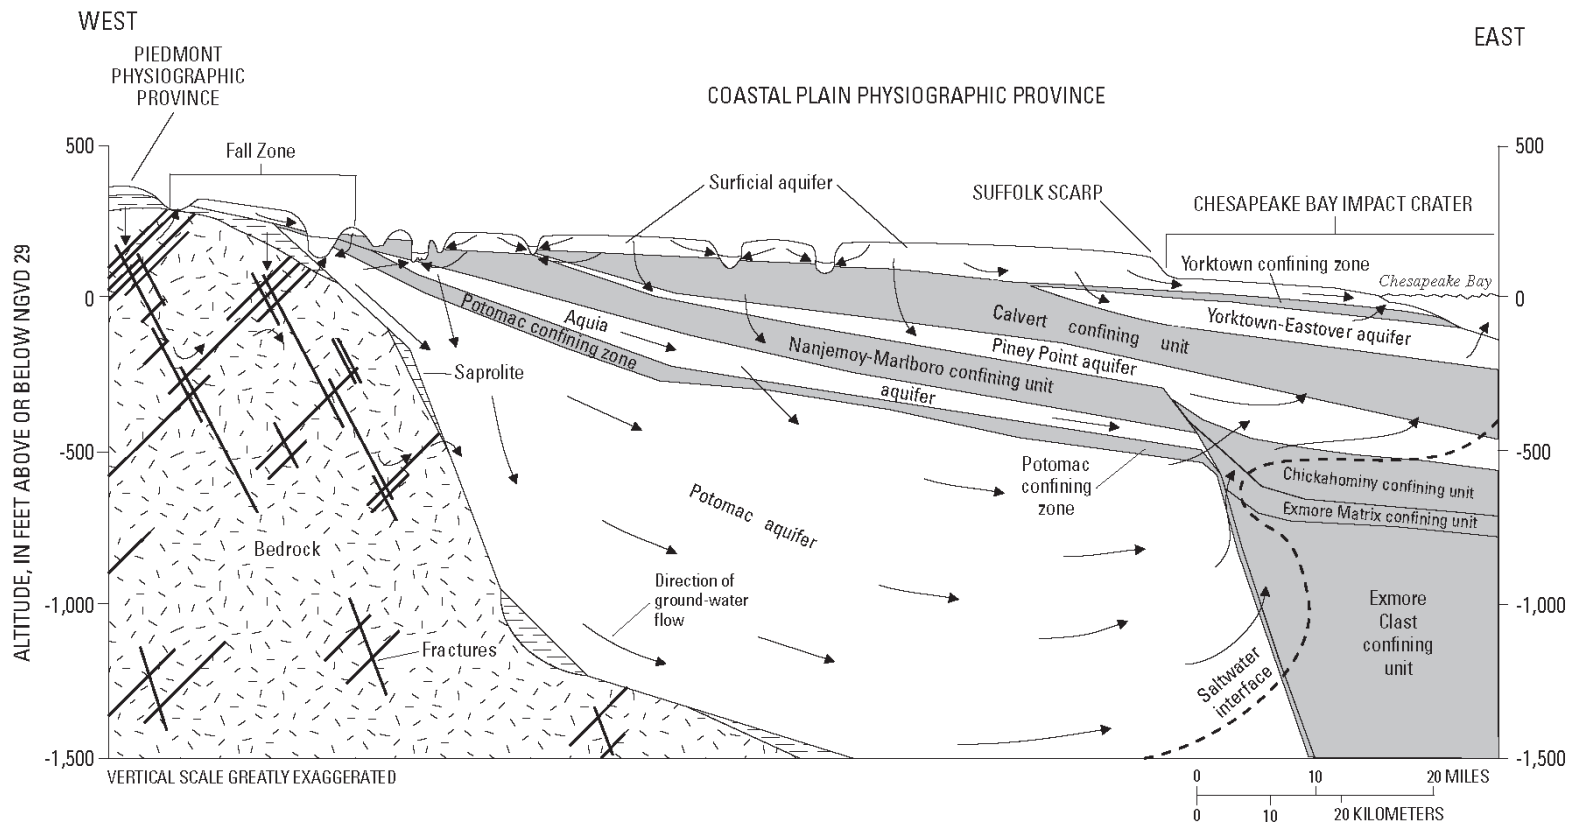 WEST
EAST
PIEDMONT
PHYSIOGRAPHIC
PROVINCE
COASTAL PLAIN PHYSIOGRAPHIC PROVINCE
500
500
Fall Zone
Surficial aquifer
SUFFOLK SCARP
CHESAPEAKE BAY IMPACT CRATER
Yorktown confining zone
Chesapeake Bay
0
0
Yorktown-Eastover aquifer
Calvert confining unit
Piney Point aquifer
Nanjemoy-Marlboro confining unit
Aquia
aquifer
Potomac confining zone
Saprolite
ALTITUDE, IN FEET ABOVE OR BELOW NGVD 29
-500
-500
Potomac
confining
zone
Chickahominy confining unit
Exmore Matrix confining unit
Potomac aquifer
Bedrock
Direction of
ground-water
flow
-1,000
-1,000
Exmore
Clast
confining
unit
Fractures
Saltwater
interface
-1,500
-1,500
VERTICAL SCALE GREATLY EXAGGERATED
0 10 20 MILES
0 10 20 KILOMETERS